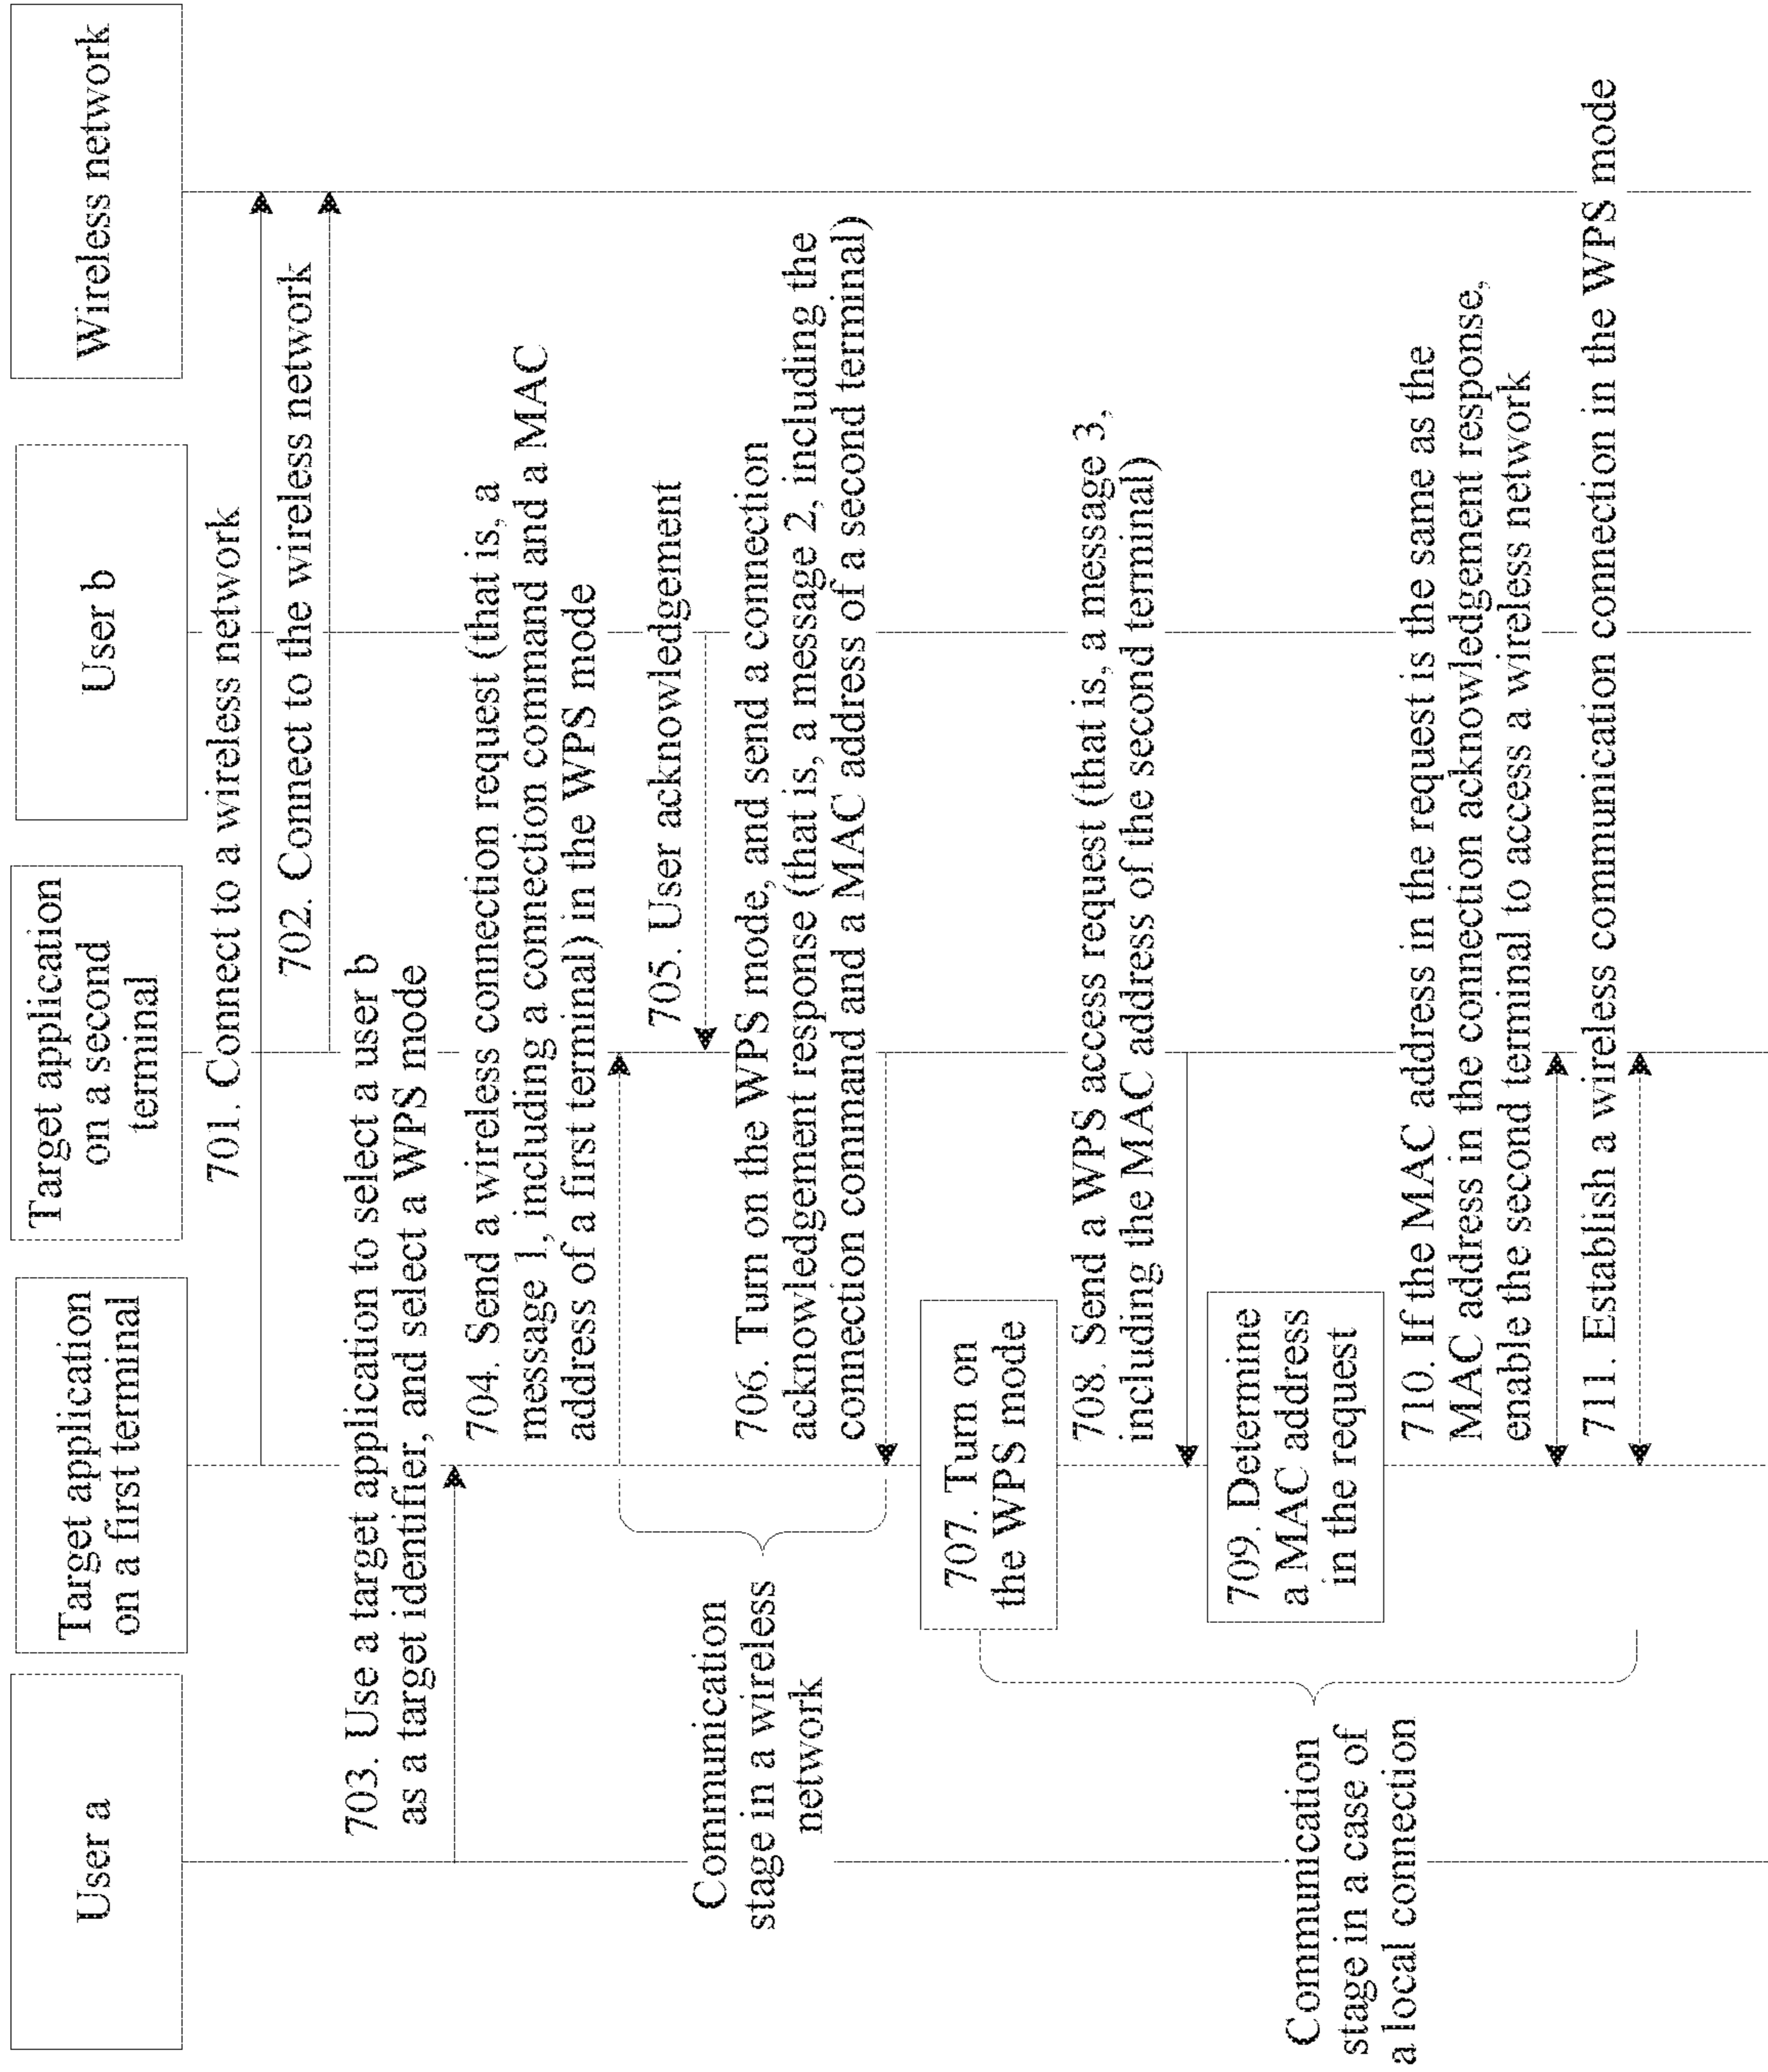 User a
Target application
on a first terminal
Target application
on a second
terminal
User b
Wireless network
701. Connect to a wireless network
702. Connect to the wireless network
703. Use a target application to select a user b
as a target identifier, and select a WPS mode
704. Send a wireless connection request (that is, a
message 1, including a connection command and a MAC
address of a first terminal) in the WPS mode
705. User acknowledgement
Communication
stage in a wireless
network
706. Turn on the WPS mode, and send a connection
acknowledgement response (that is, a message 2, including the
connection command and a MAC address of a second terminal)
707. Turn on
the WPS mode
708. Send a WPS access request (that is, a message 3,
including the MAC address of the second terminal)
709. Determine
a MAC address
in the request
Communication
stage in a case of
a local connection
710. If the MAC address in the request is the same as the
MAC address in the connection acknowledgement response,
enable the second terminal to access a wireless network
711. Establish a wireless communication connection in the WPS mode